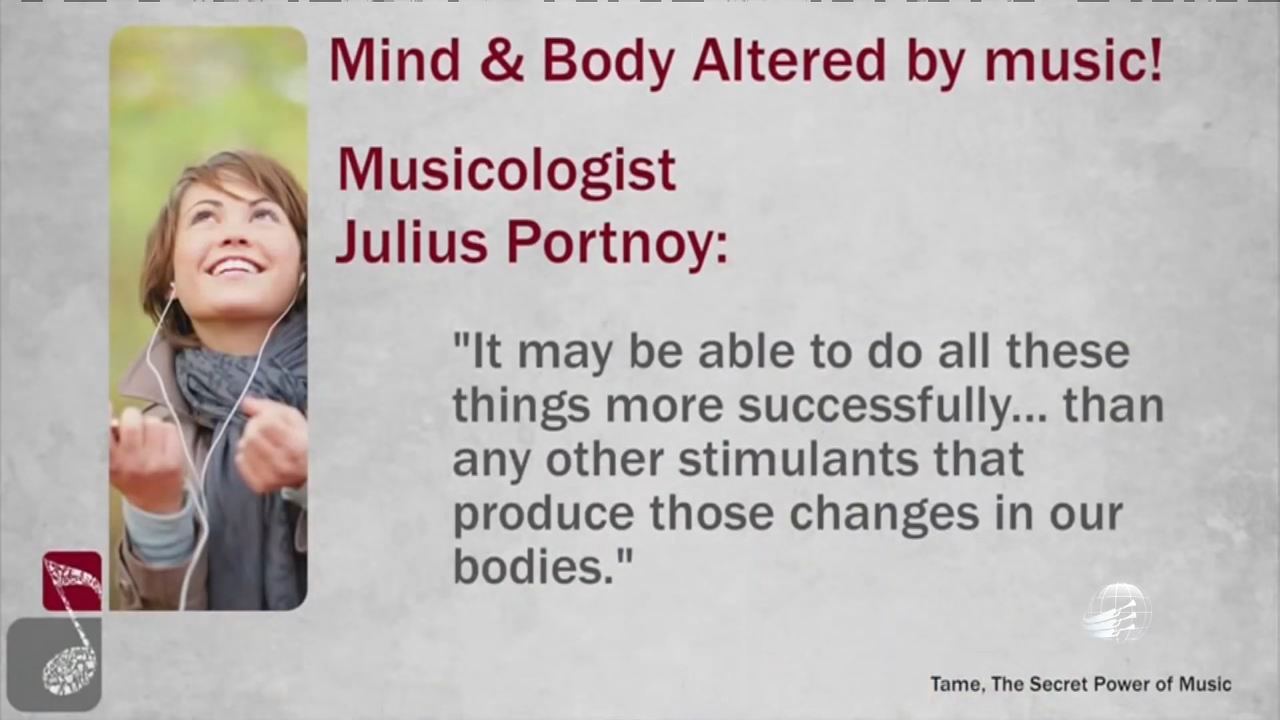 Mind & Body Altered by music!
Musicologist
Julius Portnoy:
"It may be able to do all these
things more successfully... than
any other stimulants that
produce those changes in our
bodies."
Tame, The Secret Power of Music